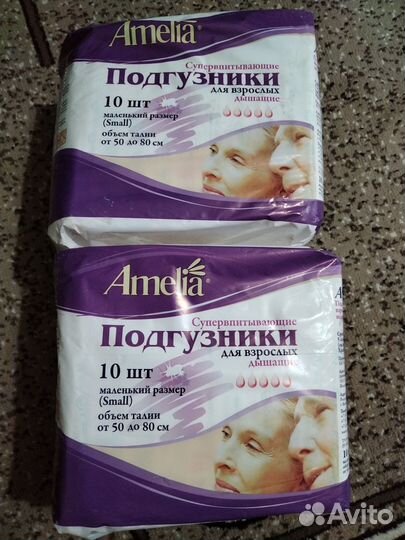 Amelia®
Супервпитывающие
Подгузники
для взрослых
дышащие
10 шт
маленький размер
(Small)
объем талии
от 50 до 80 см
Amelia®
Супервпитывающие
Подгузники
для взрослых
дышащие
10 шт
маленький размер
(Small)
объем талии
от 50 до 80 см
Avito